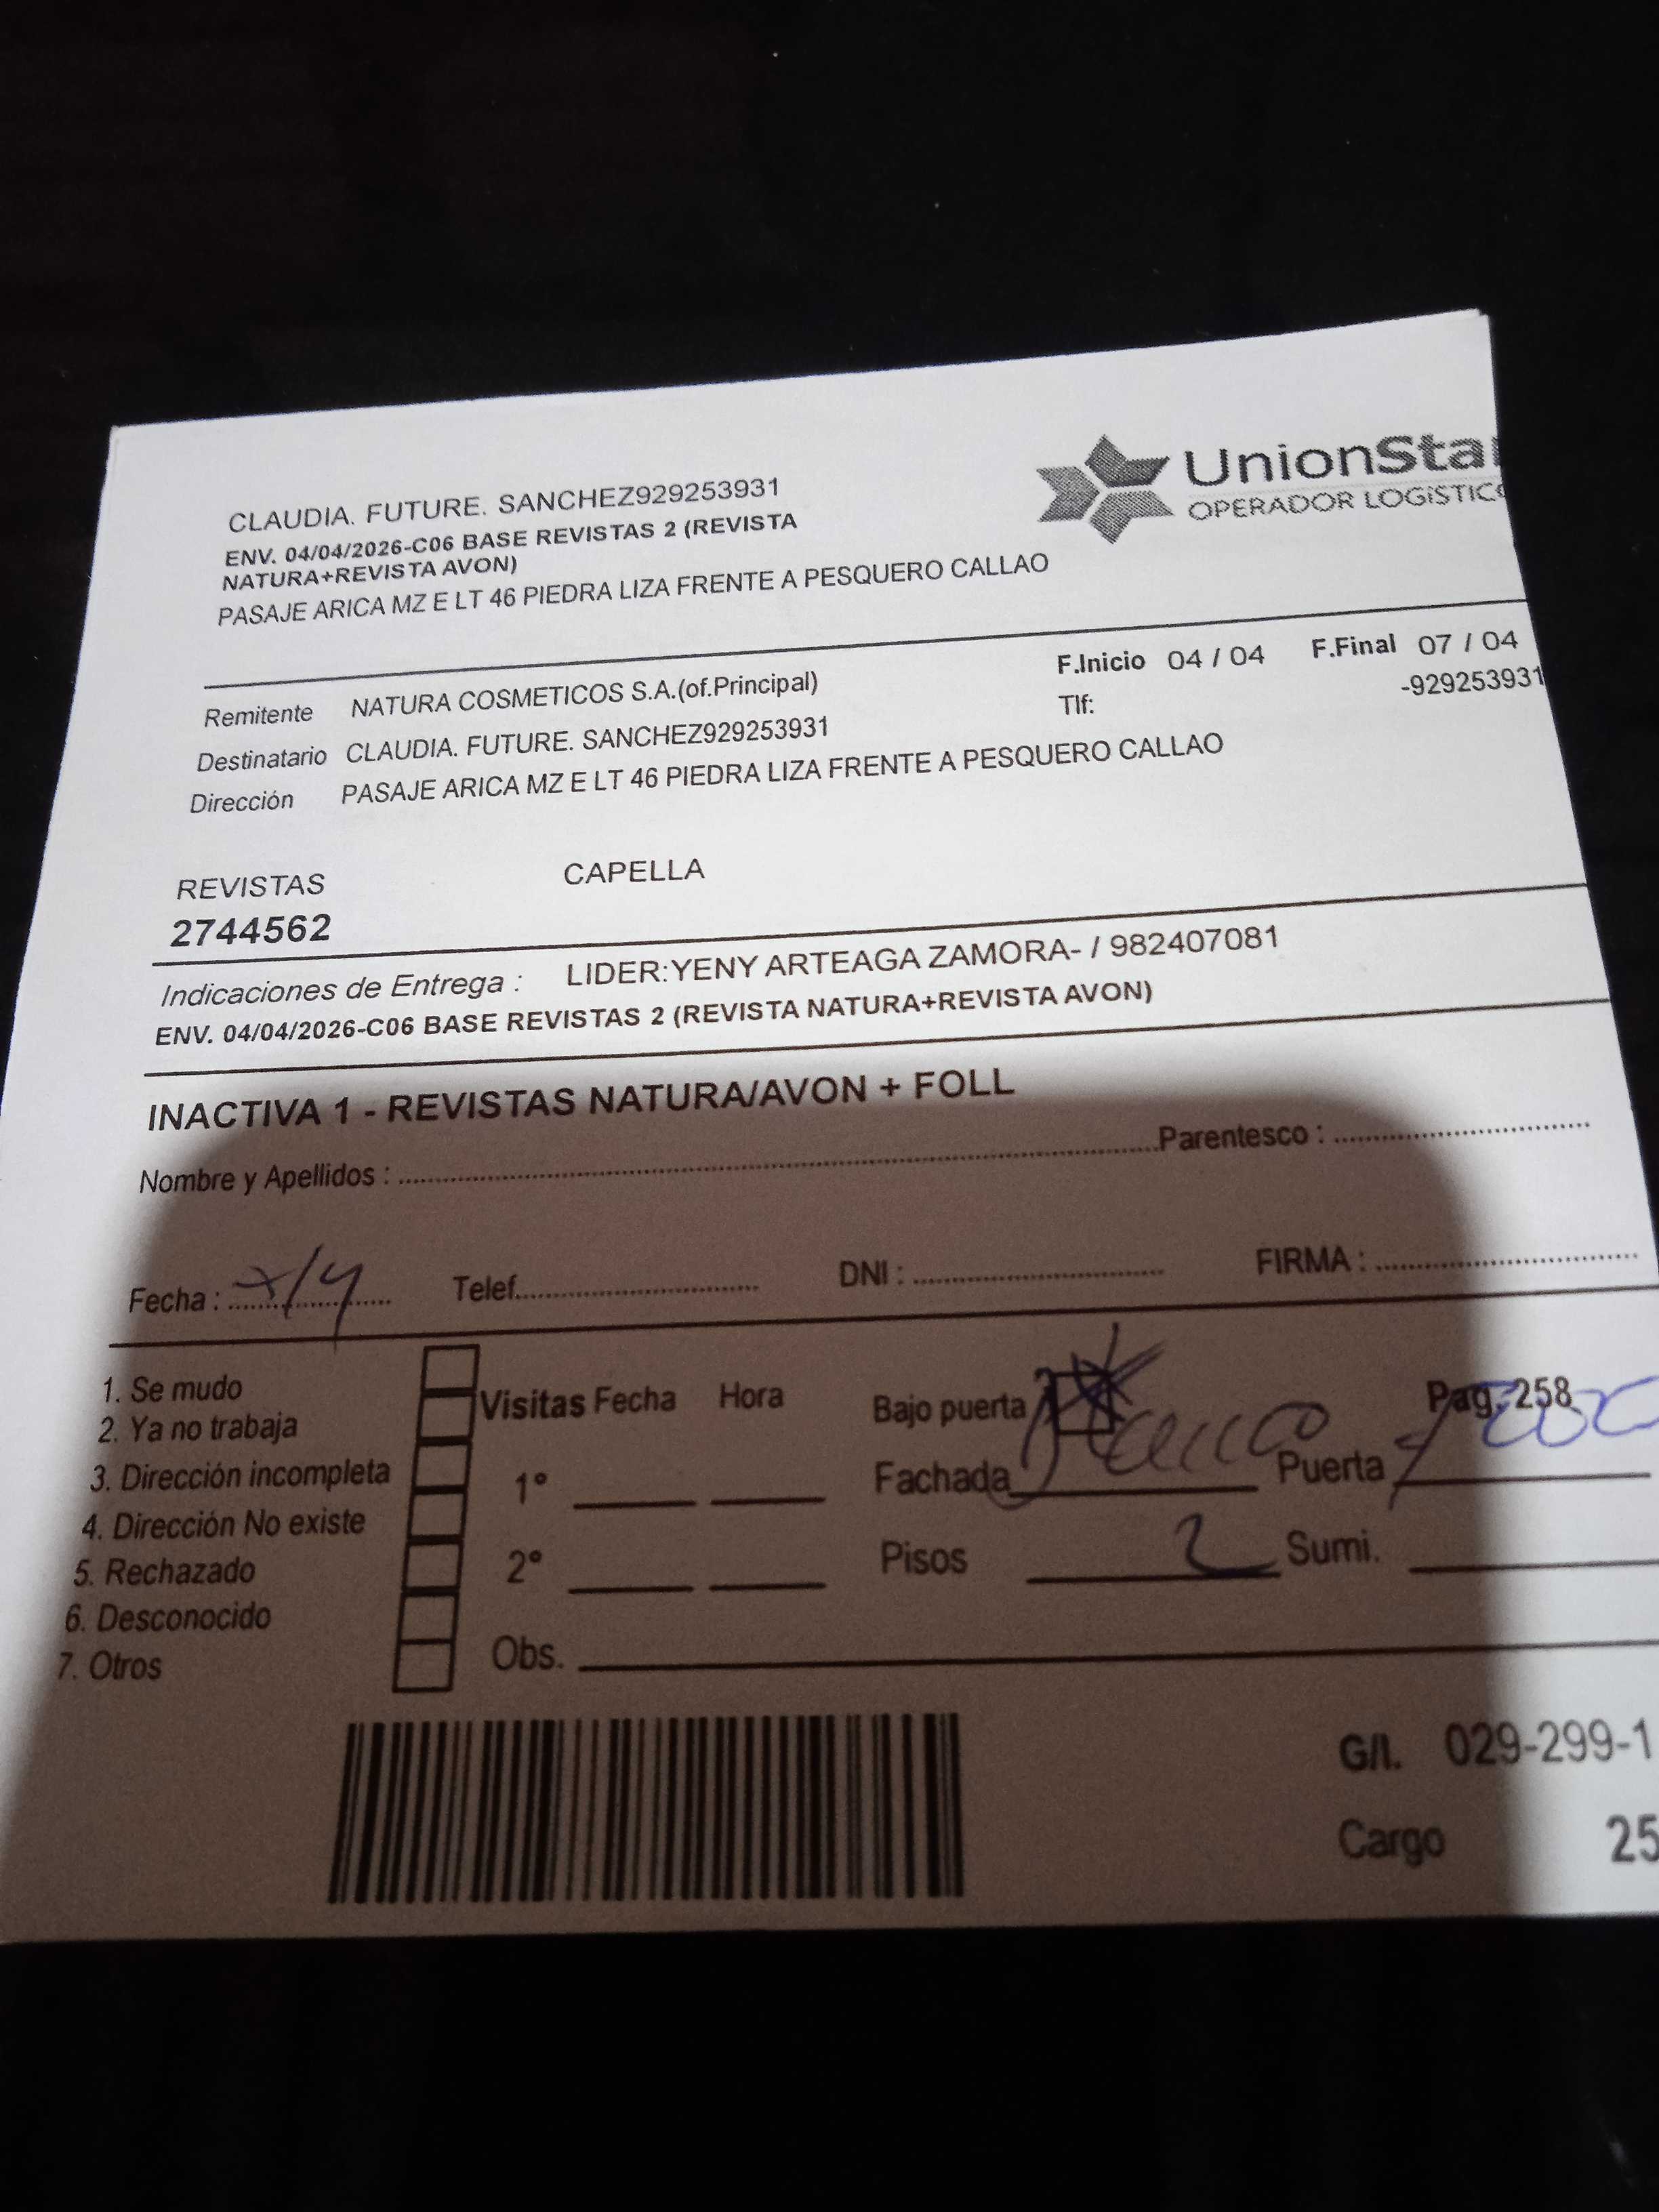 UnionSta
OPERADOR LOGÍSTICO
CLAUDIA. FUTURE. SANCHEZ929253931
ENV. 04/04/2026-C06 BASE REVISTAS 2 (REVISTA
NATURA+REVISTA AVON)
PASAJE ARICA MZ E LT 46 PIEDRA LIZA FRENTE A PESQUERO CALLAO
F.Inicio 04 / 04 F.Final 07 / 04
Remitente NATURA COSMETICOS S.A.(of.Principal) Tlf: -929253931
Destinatario CLAUDIA. FUTURE. SANCHEZ929253931
Dirección PASAJE ARICA MZ E LT 46 PIEDRA LIZA FRENTE A PESQUERO CALLAO
REVISTAS CAPELLA
2744562
Indicaciones de Entrega : LIDER:YENY ARTEAGA ZAMORA- / 982407081
ENV. 04/04/2026-C06 BASE REVISTAS 2 (REVISTA NATURA+REVISTA AVON)
INACTIVA 1 - REVISTAS NATURA/AVON + FOLL
Nombre y Apellidos : Parentesco :
Fecha : 7/4 Telef. DNI : FIRMA :
1. Se mudo
2. Ya no trabaja
3. Dirección incompleta
4. Dirección No existe
5. Rechazado
6. Desconocido
7. Otros
Visitas Fecha Hora
1°
2°
Obs.
Bajo puerta Pag. 258
Fachada Puerta
Pisos 2 Sumi.
G/I. 029-299-1
Cargo 25